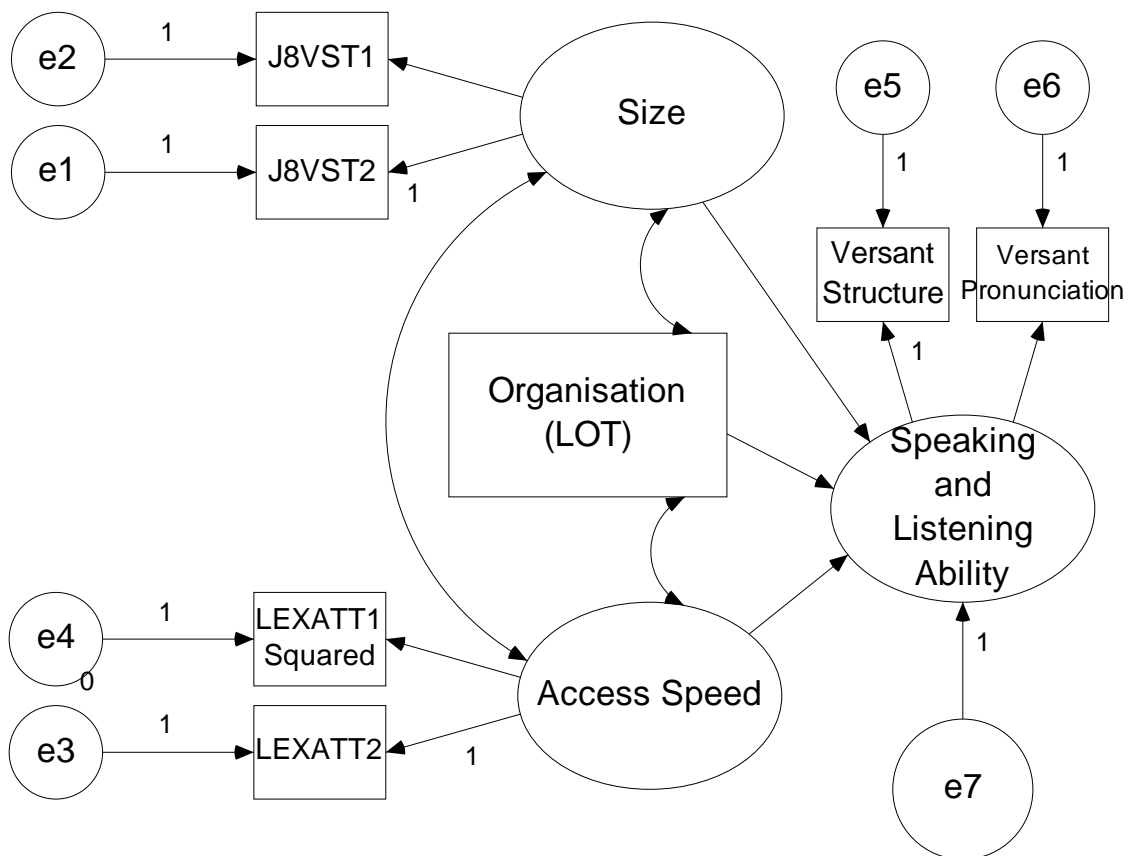 e2
1
J8VST1
Size
e5
e6
e1
1
J8VST2
1
1
1
Versant
Structure
Versant
Pronunciation
1
Organisation
(LOT)
Speaking
and
Listening
Ability
e4
0
1
LEXATT1
Squared
Access Speed
1
e3
1
LEXATT2
1
e7